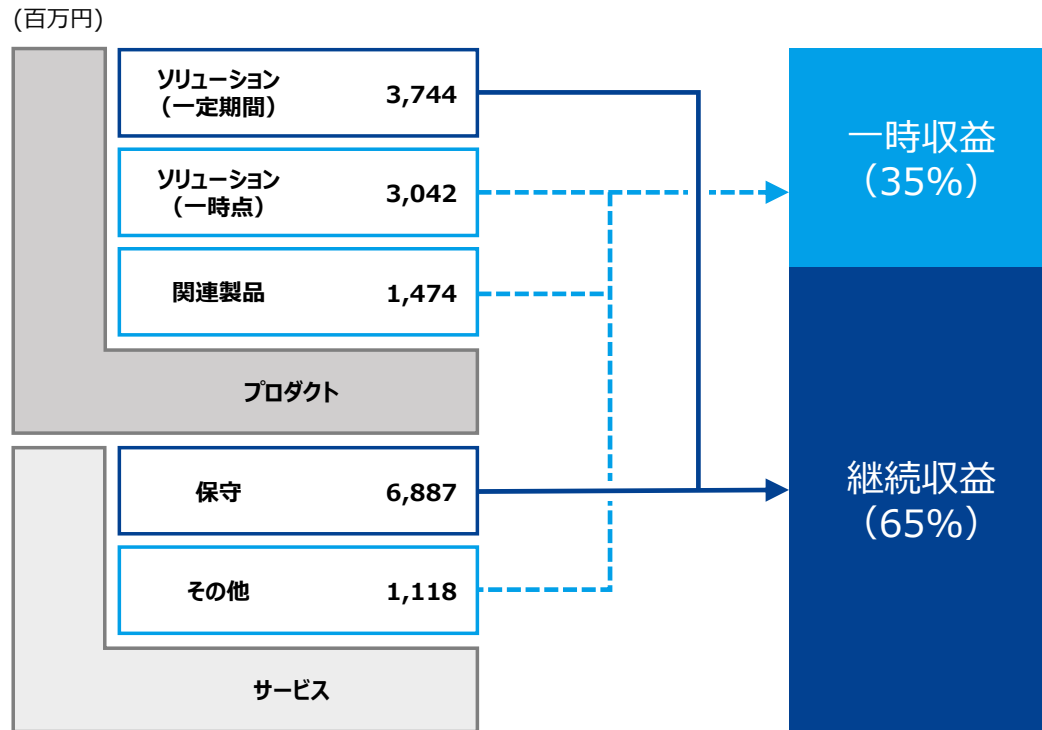 (百万円)
ソリューション
(一定期間)
3,744
ソリューション
(一時点)
3,042
関連製品
1,474
プロダクト
保守
6,887
その他
1,118
サービス
一時収益
（35%）
継続収益
（65%）